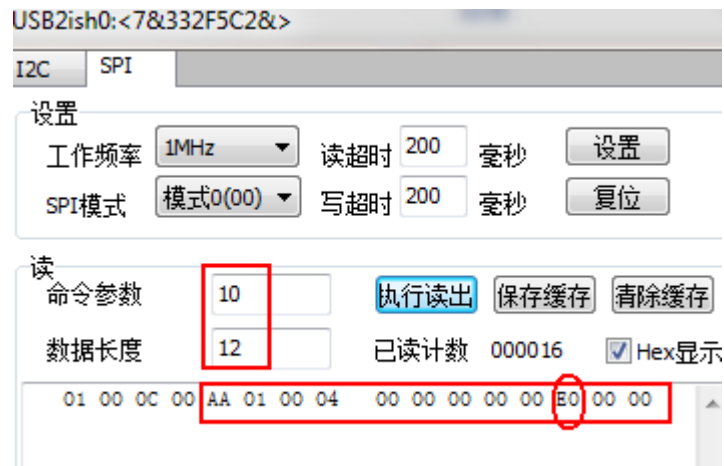 USB2ish0:<7&332F5C2&>
I2C SPI
设置
工作频率 1MHz 读超时 200 毫秒 设置
SPI模式 模式0(00) 写超时 200 毫秒 复位
读
命令参数 10 执行读出 保存缓存 清除缓存
数据长度 12 已读计数 000016 Hex显示
01 00 0C 00 AA 01 00 04 00 00 00 00 00 E0 00 00